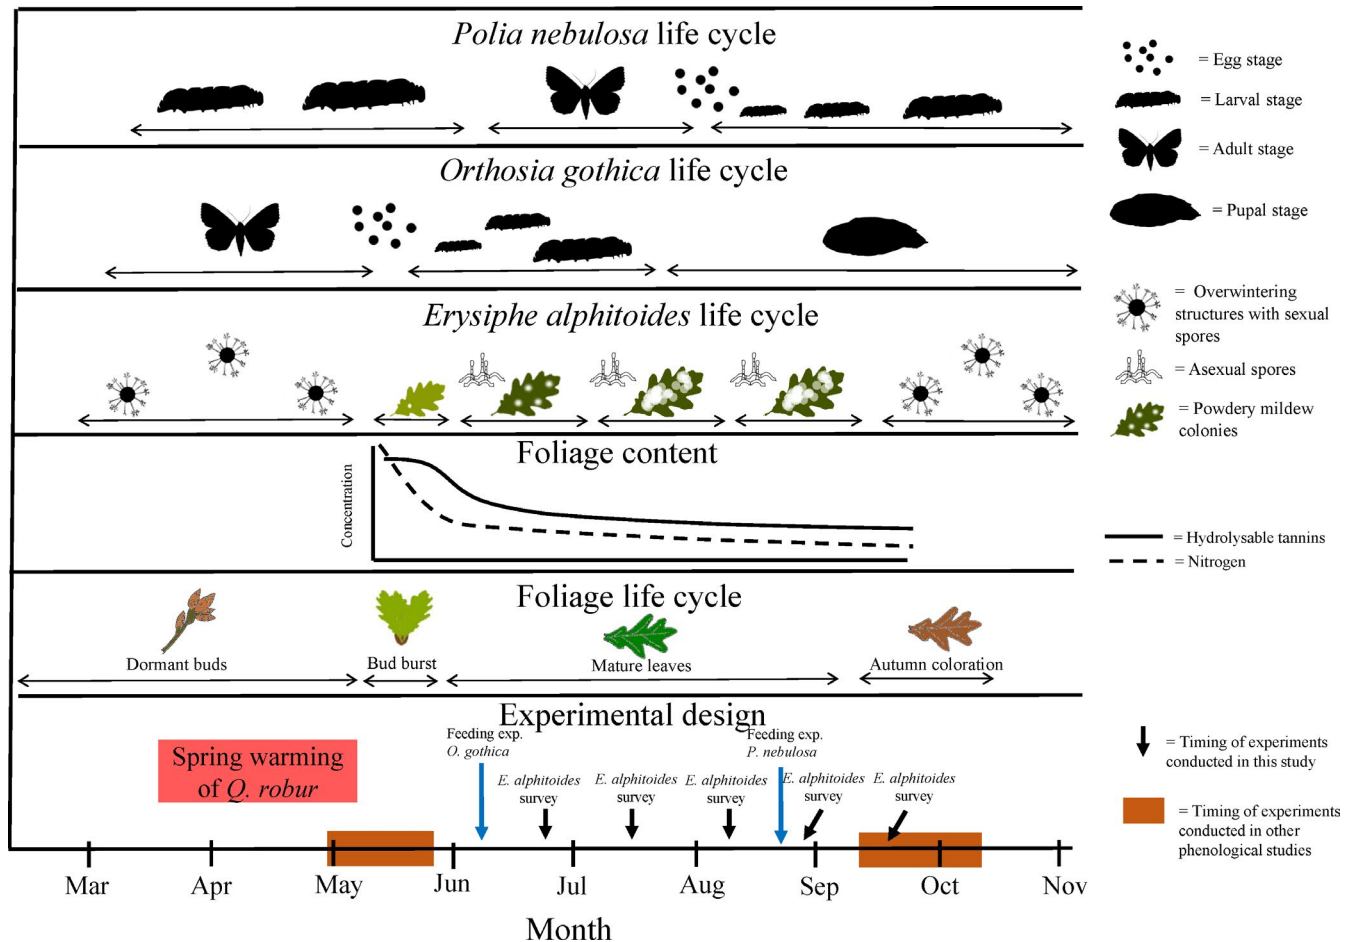 Polia nebulosa life cycle
= Egg stage
= Larval stage
= Adult stage
= Pupal stage
Orthosia gothica life cycle
Erysiphe alphitoides life cycle
= Overwintering
structures with sexual
spores
= Asexual spores
= Powdery mildew
colonies
Foliage content
Concentration
= Hydrolysable tannins
= Nitrogen
Foliage life cycle
Dormant buds
Bud burst
Mature leaves
Autumn coloration
Experimental design
Spring warming
of Q. robur
Feeding exp.
O. gothica
E. alphitoides
survey
E. alphitoides
survey
E. alphitoides
survey
Feeding exp.
P. nebulosa
E. alphitoides
survey
E. alphitoides
survey
= Timing of experiments
conducted in this study
= Timing of experiments
conducted in other
phenological studies
Mar
Apr
May
Jun
Jul
Aug
Sep
Oct
Nov
Month